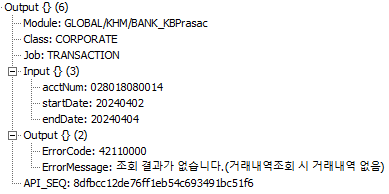 Output {} (6)
Module: GLOBAL/KHM/BANK_KBPrasac
Class: CORPORATE
Job: TRANSACTION
Input {} (3)
acctNum: 028018080014
startDate: 20240402
endDate: 20240404
Output {} (2)
ErrorCode: 42110000
ErrorMessage: 조회 결과가 없습니다.(거래내역조회 시 거래내역 없음)
API_SEQ: 8dfbcc12de76ff1eb54c693491bc51f6